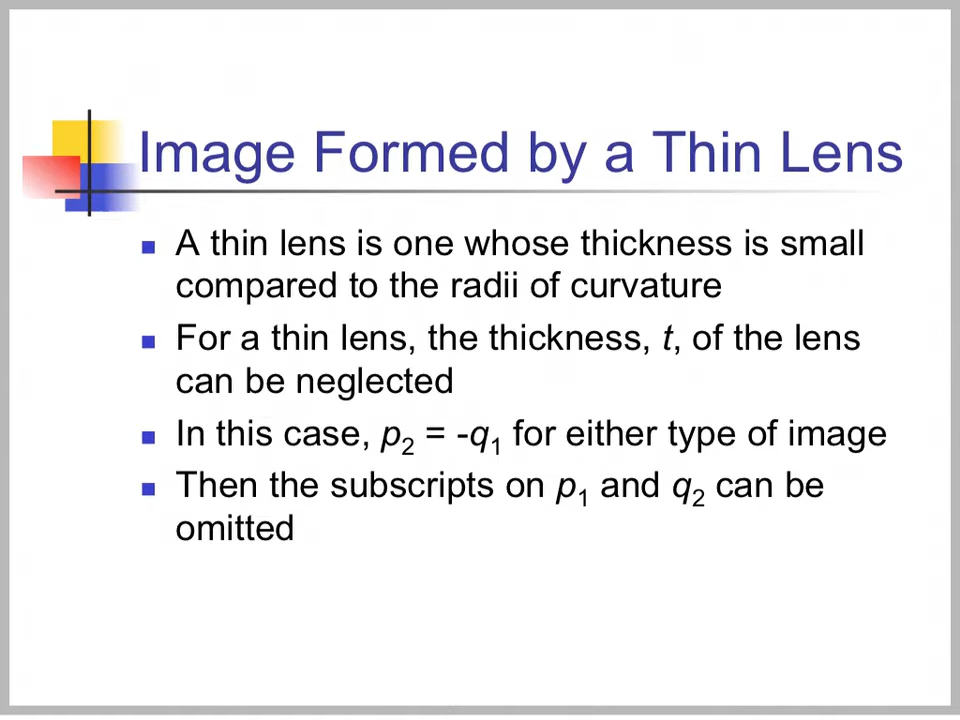 Image Formed by a Thin Lens
A thin lens is one whose thickness is small
compared to the radii of curvature
For a thin lens, the thickness, t, of the lens
can be neglected
In this case, p₂ = -q₁ for either type of image
Then the subscripts on p₁ and q₂ can be
omitted